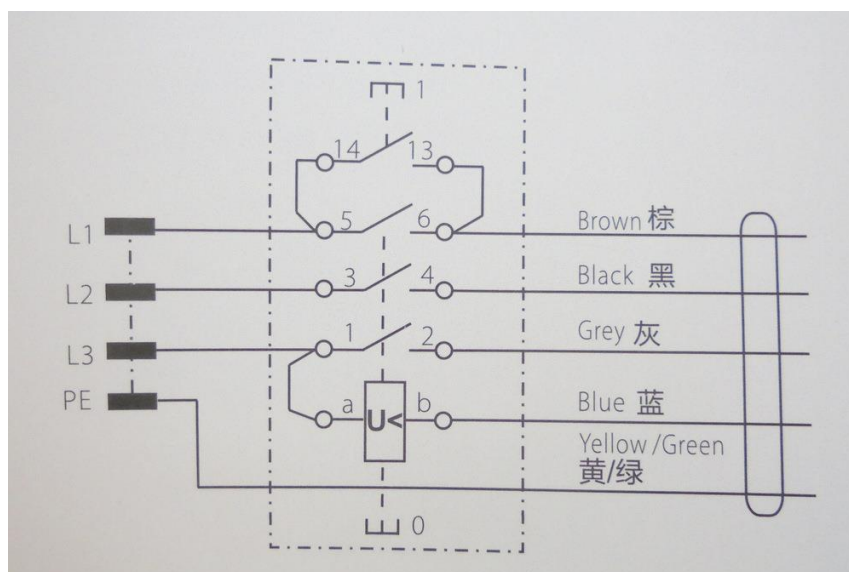 1
14 13
L1 5 6 Brown 棕
L2 3 4 Black 黑
L3 1 2 Grey 灰
PE a U< b Blue 蓝
Yellow/Green
黄/绿
0